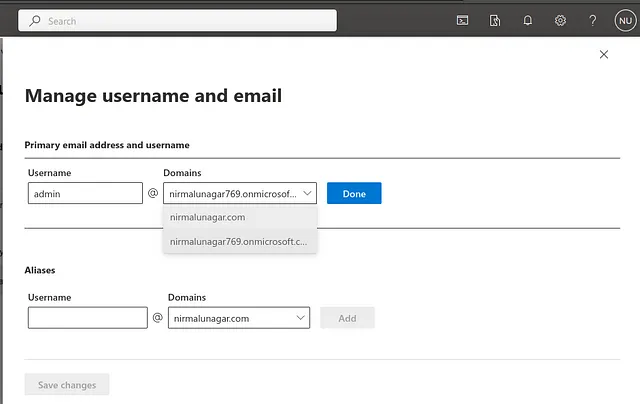 Search
NU
Manage username and email
Primary email address and username
Username
Domains
admin
@
nirmalunagar769.onmicrosof...
Done
nirmalunagar.com
nirmalunagar769.onmicrosoft.c...
Aliases
Username
Domains
@
nirmalunagar.com
Add
Save changes